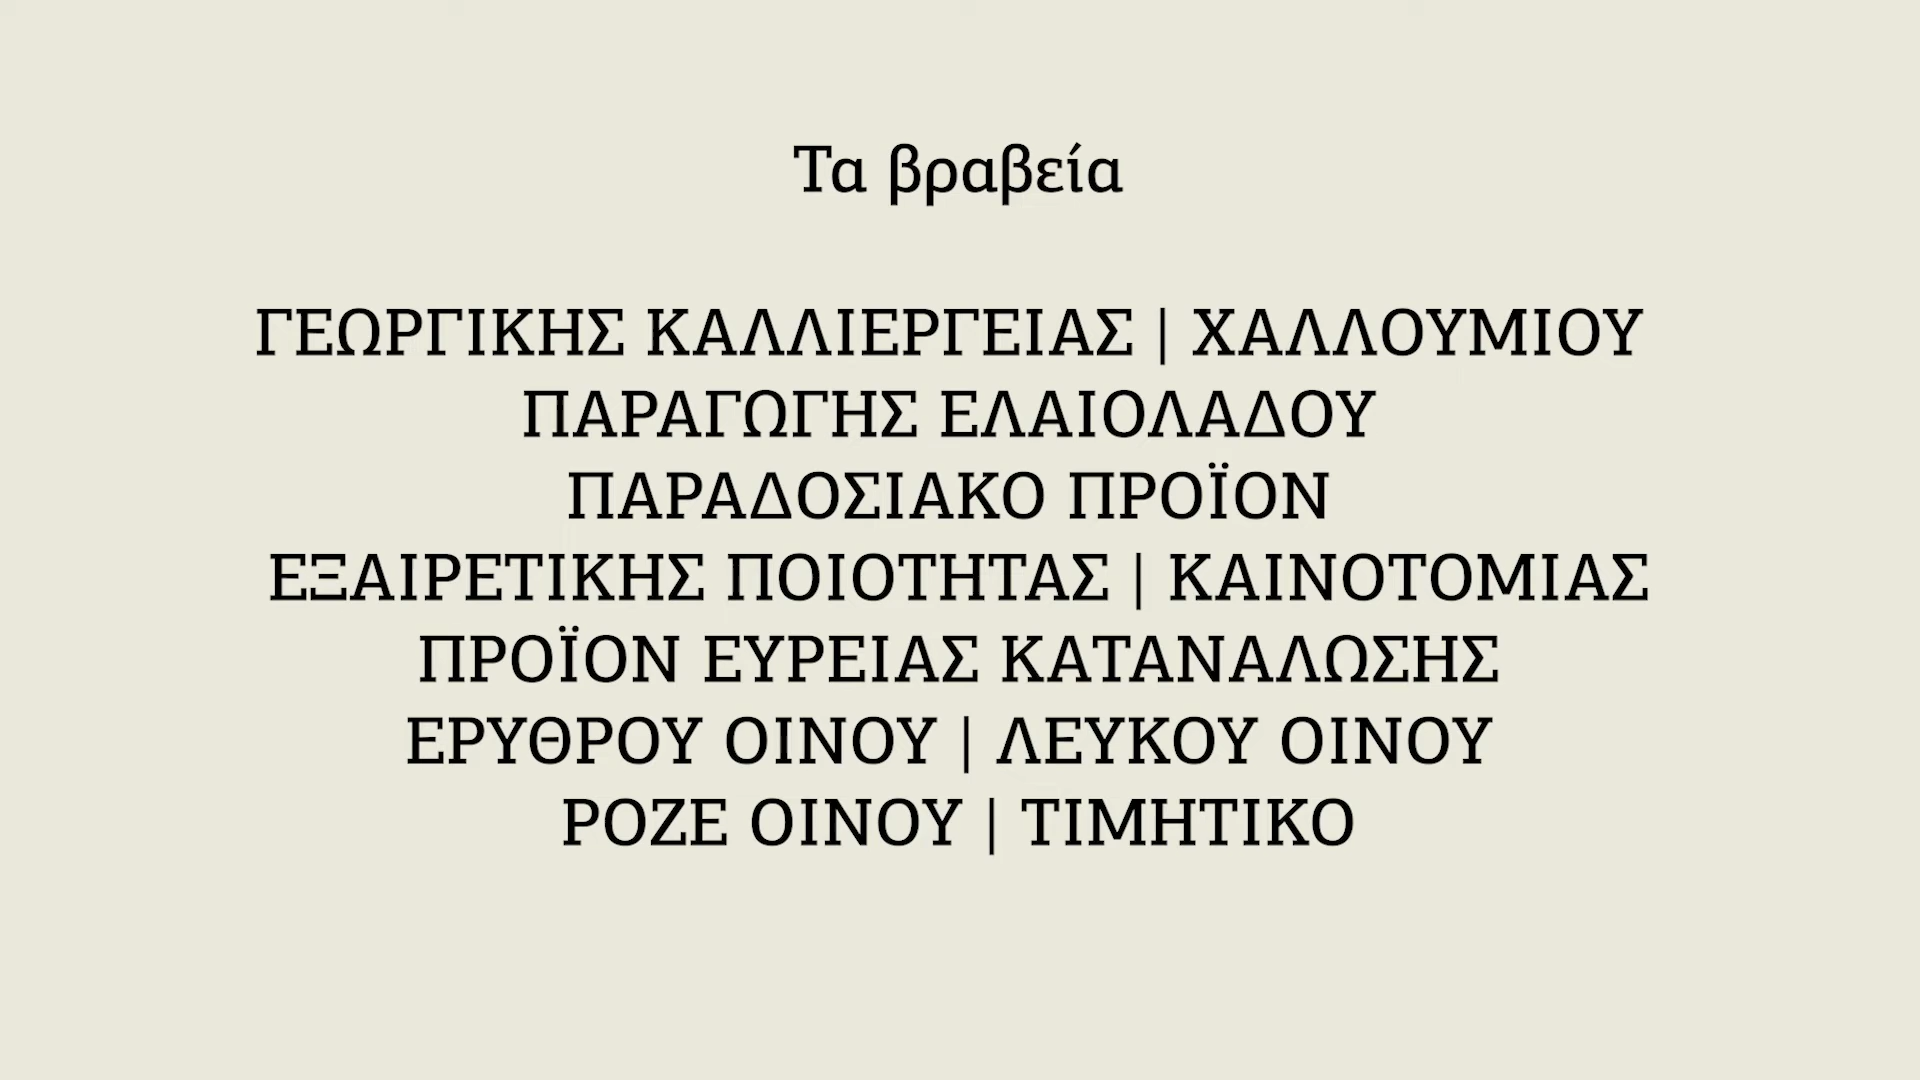 Τα βραβεία
ΓΕΩΡΓΙΚΗΣ ΚΑΛΛΙΕΡΓΕΙΑΣ | ΧΑΛΛΟΥΜΙΟΥ
ΠΑΡΑΓΩΓΗΣ ΕΛΑΙΟΛΑΔΟΥ
ΠΑΡΑΔΟΣΙΑΚΟ ΠΡΟΪΟΝ
ΕΞΑΙΡΕΤΙΚΗΣ ΠΟΙΟΤΗΤΑΣ | ΚΑΙΝΟΤΟΜΙΑΣ
ΠΡΟΪΟΝ ΕΥΡΕΙΑΣ ΚΑΤΑΝΑΛΩΣΗΣ
ΕΡΥΘΡΟΥ ΟΙΝΟΥ | ΛΕΥΚΟΥ ΟΙΝΟΥ
ΡΟΖΕ ΟΙΝΟΥ | ΤΙΜΗΤΙΚΟ